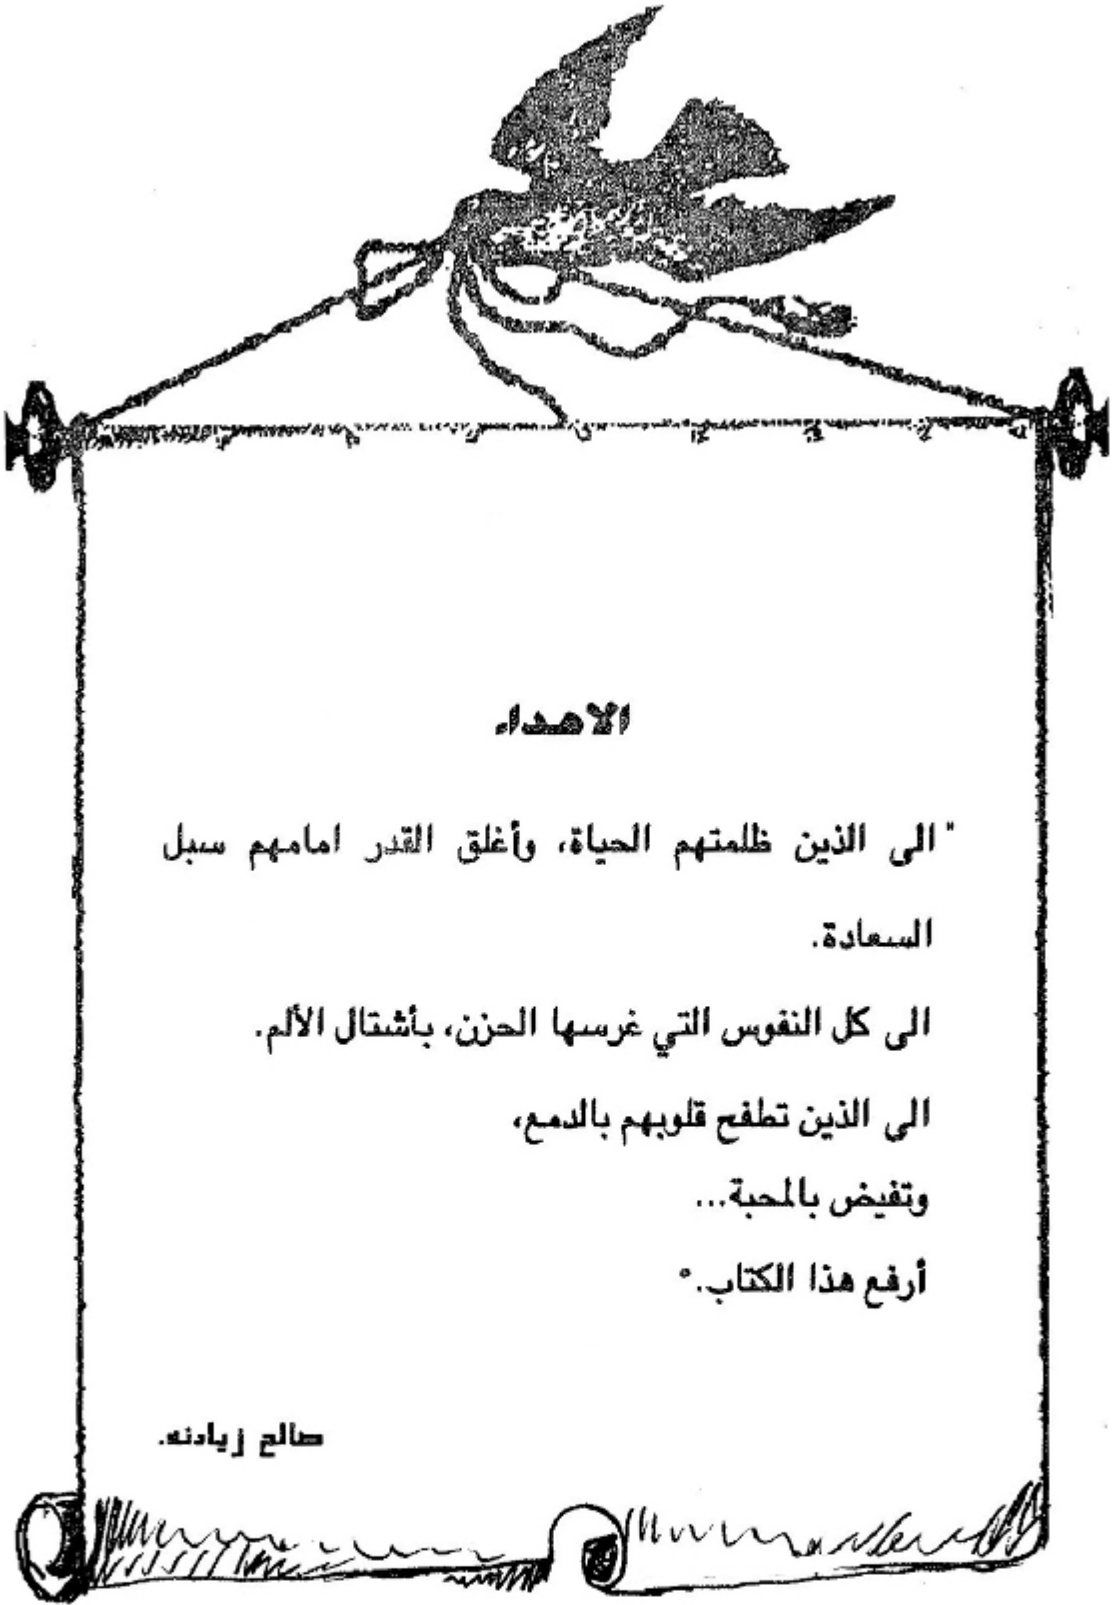 الاهداء
"الى الذين ظلمتهم الحياة، وأغلق القدر امامهم سبل
السعادة.
الى كل النفوس التي غرسها الحزن، بأشتال الألم.
الى الذين تطفح قلوبهم بالدمع،
وتفيض بالمحبة...
أرفع هذا الكتاب."
صالح زيادنه.